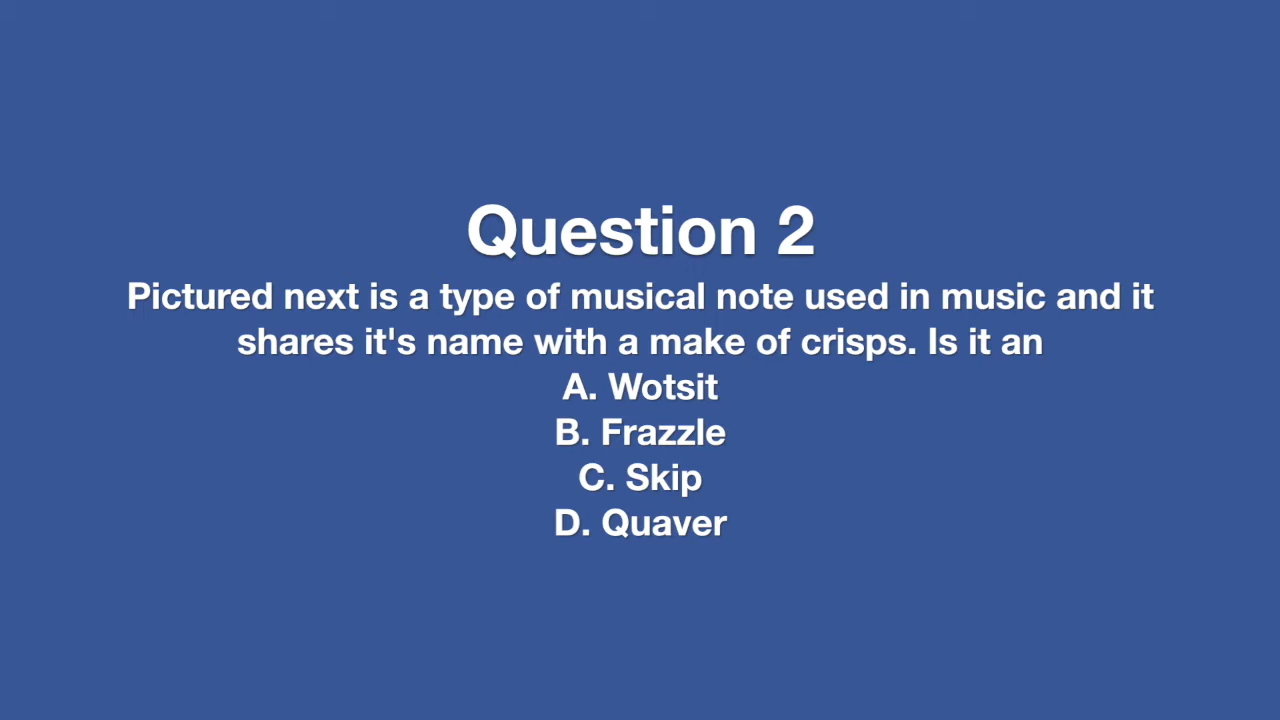 Question 2
Pictured next is a type of musical note used in music and it
shares it's name with a make of crisps. Is it an
A. Wotsit
B. Frazzle
C. Skip
D. Quaver